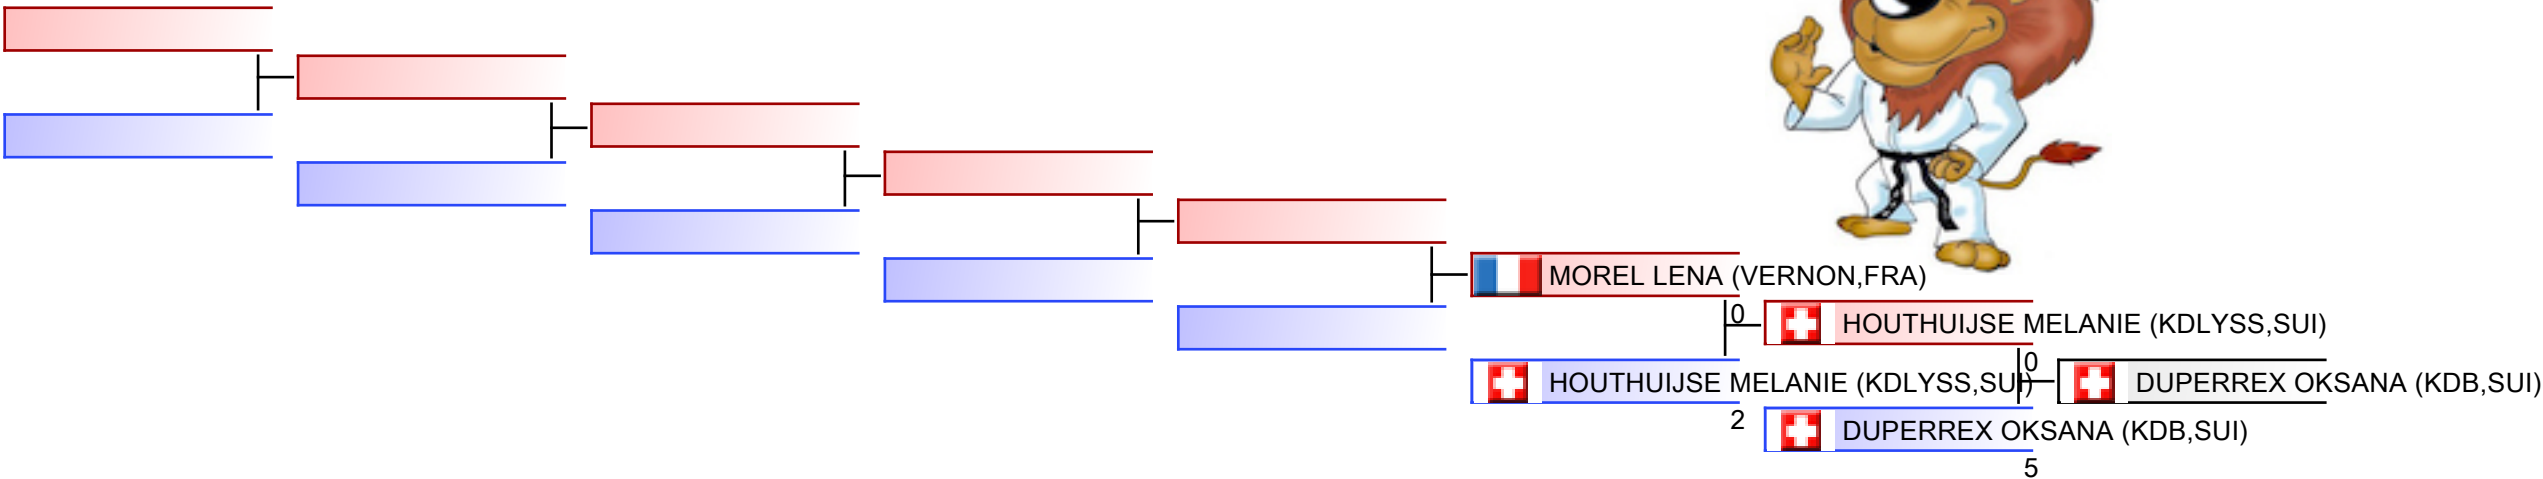 MOREL LENA (VERNON,FRA)
0
HOUTHUIJSE MELANIE (KDLYSS,SUI)
HOUTHUIJSE MELANIE (KDLYSS,SUI)
2
0
DUPERREX OKSANA (KDB,SUI)
DUPERREX OKSANA (KDB,SUI)
5